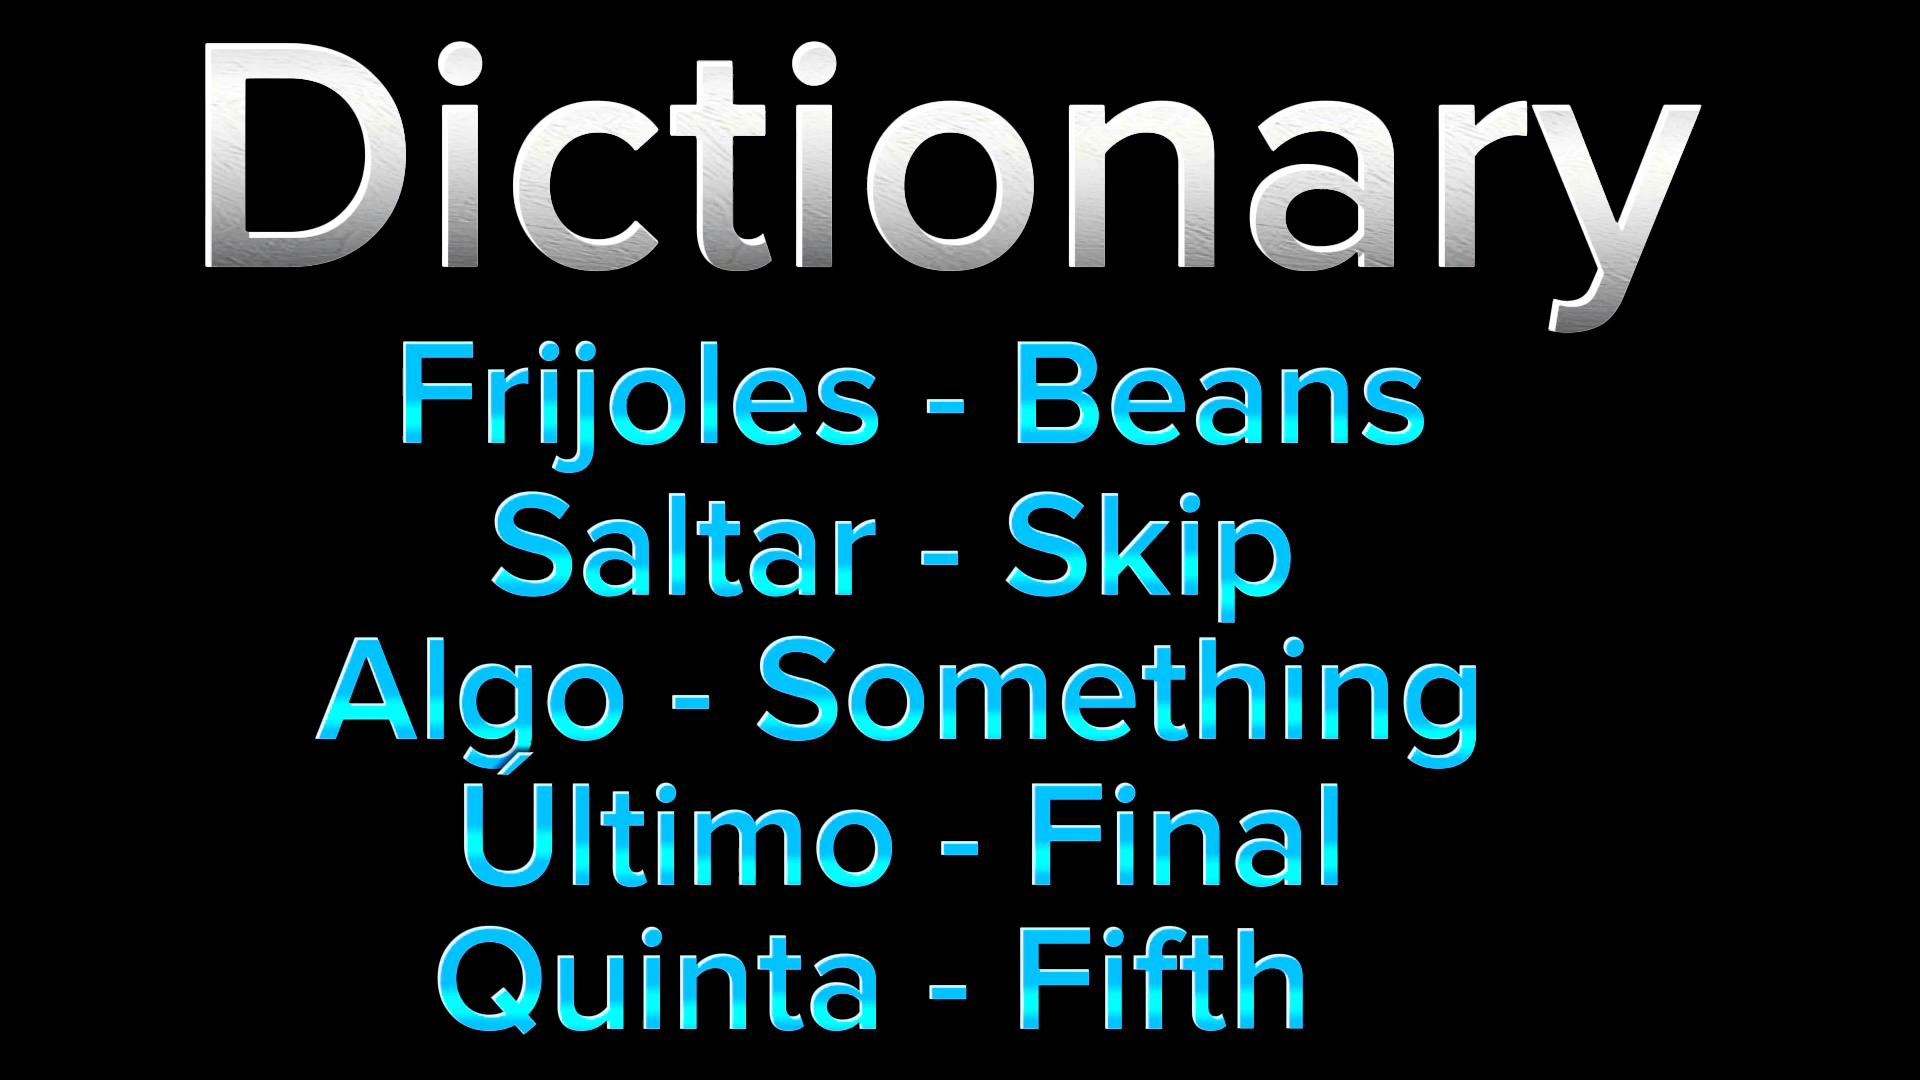 Dictionary
Frijoles - Beans
Saltar - Skip
Algo - Something
Último - Final
Quinta - Fifth